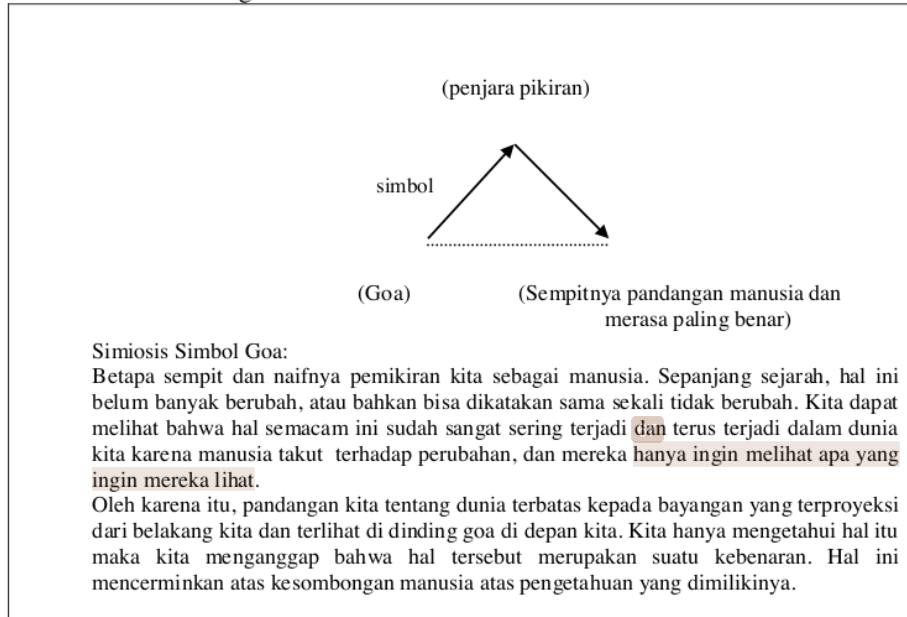 (penjara pikiran)
simbol
(Goa)
(Sempitnya pandangan manusia dan
merasa paling benar)
Simiosis Simbol Goa:
Betapa sempit dan naifnya pemikiran kita sebagai manusia. Sepanjang sejarah, hal ini
belum banyak berubah, atau bahkan bisa dikatakan sama sekali tidak berubah. Kita dapat
melihat bahwa hal semacam ini sudah sangat sering terjadi dan terus terjadi dalam dunia
kita karena manusia takut terhadap perubahan, dan mereka hanya ingin melihat apa yang
ingin mereka lihat.
Oleh karena itu, pandangan kita tentang dunia terbatas kepada bayangan yang terproyeksi
dari belakang kita dan terlihat di dinding goa di depan kita. Kita hanya mengetahui hal itu
maka kita menganggap bahwa hal tersebut merupakan suatu kebenaran. Hal ini
mencerminkan atas kesombongan manusia atas pengetahuan yang dimilikinya.